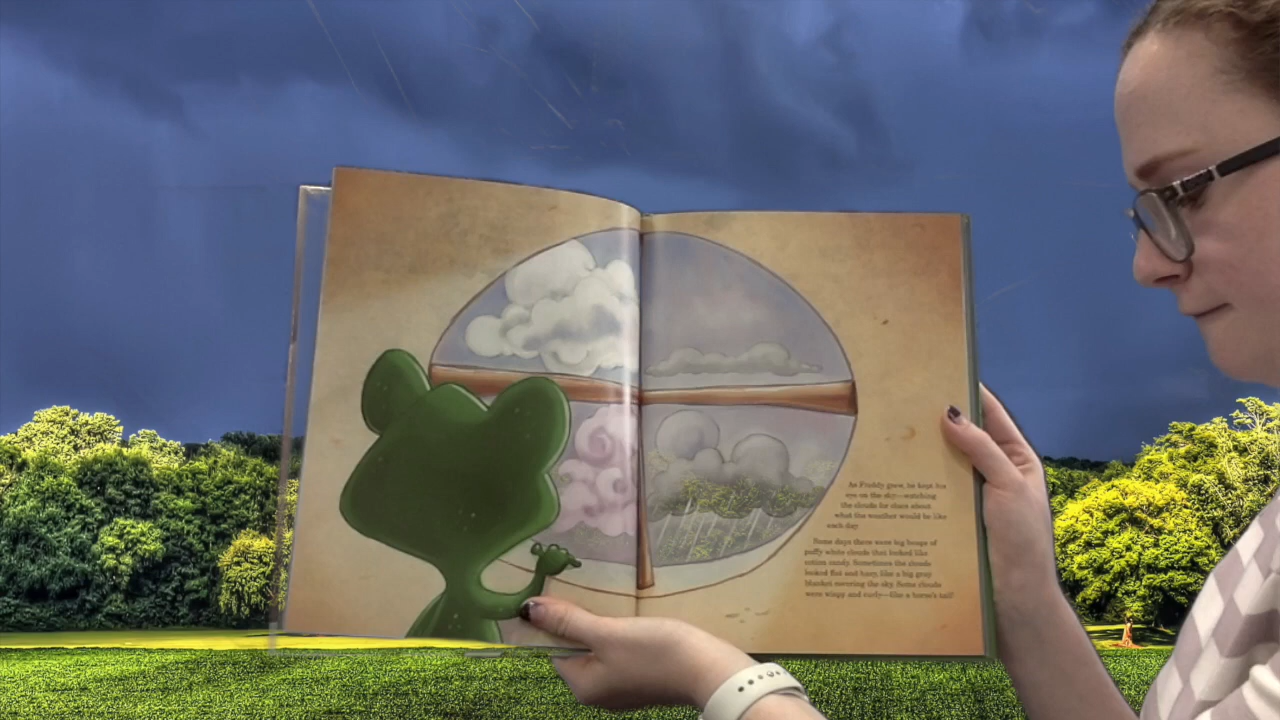 As Freddy grew, he kept his
eye on the sky—watching
the clouds for clues about
what the weather would be like
each day.
Some days there were big heaps of
puffy white clouds that looked like
cotton candy. Sometimes the clouds
looked flat and hazy, like a big gray
blanket covering the sky. Some clouds
were wispy and curly—like a horse's tail!